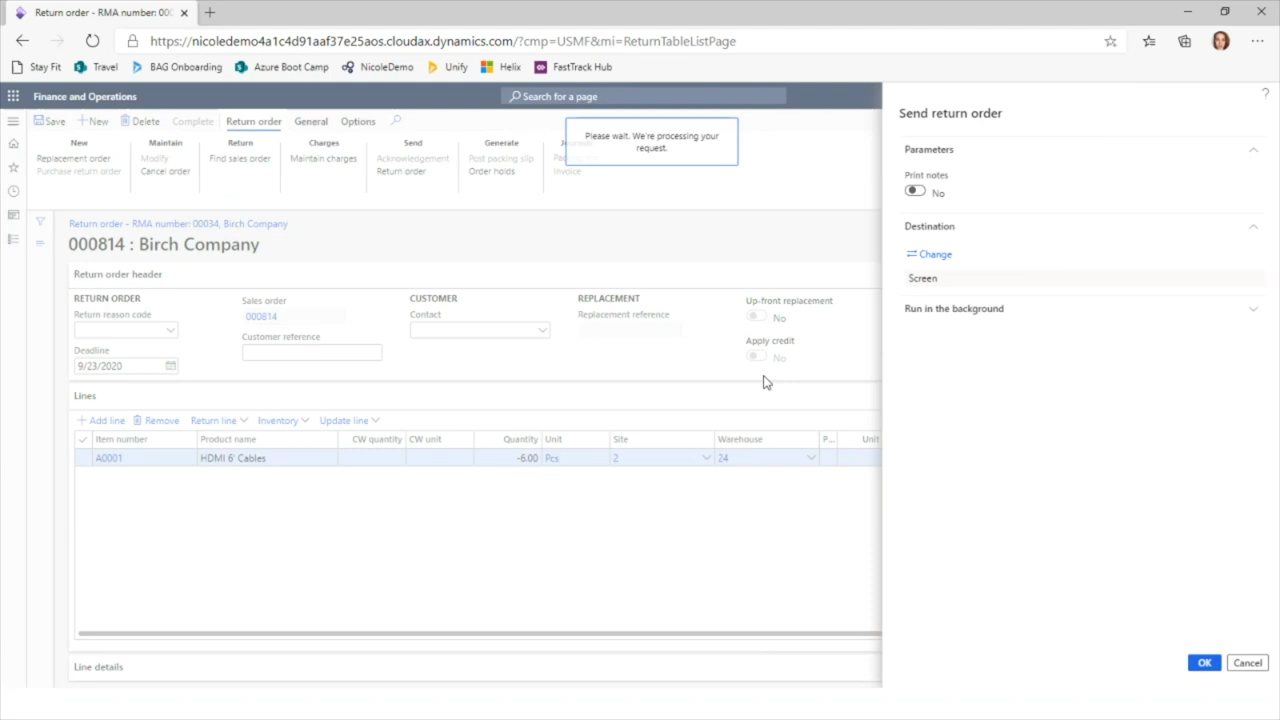 Return order - RMA number: 000
https://nicoledemo4a1c4d91aaf37e25aos.cloudax.dynamics.com/?cmp=USMF&mi=ReturnTableListPage
Stay Fit Travel BAG Onboarding Azure Boot Camp NicoleDemo Unify Helix FastTrack Hub
Finance and Operations Search for a page
Save New Delete Complete Return order General Options
Please wait. We're processing your request.
New Maintain Return Charges Send Generate
Replacement order Modify Find sales order Maintain charges Acknowledgement Post packing slip
Purchase return order Cancel order Return order Order holds Invoice
Return order - RMA number: 00034, Birch Company
000814 : Birch Company
Return order header
RETURN ORDER
Return reason code
Deadline
9/23/2020
Sales order
000814
Customer reference
CUSTOMER
Contact
REPLACEMENT
Replacement reference
Up-front replacement
No
Apply credit
No
Lines
Add line Remove Return line Inventory Update line
Item number Product name CW quantity CW unit Quantity Unit Site Warehouse P... Unit
A0001 HDMI 6' Cables -6.00 Pcs 2 24
Line details
?
Send return order
Parameters
Print notes
No
Destination
Change
Screen
Run in the background
OK Cancel